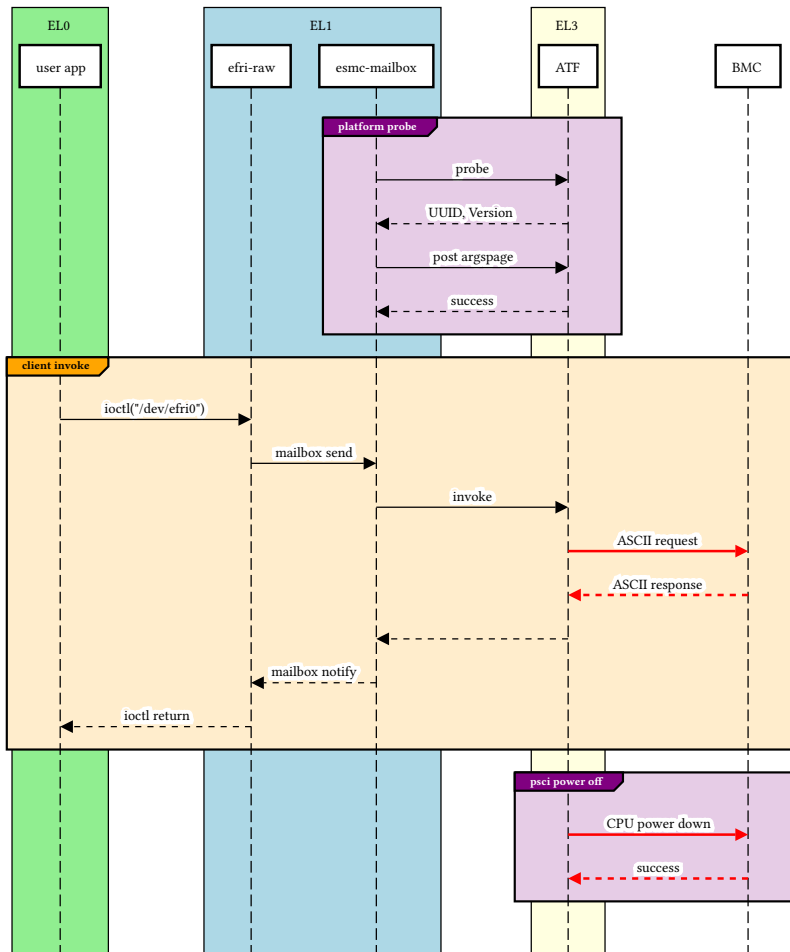 EL0
EL1
EL3
user app
efri-raw
esmc-mailbox
ATF
BMC
platform probe
probe
UUID, Version
post argspage
success
client invoke
ioctl("/dev/efri0")
mailbox send
invoke
ASCII request
ASCII response
mailbox notify
ioctl return
psci power off
CPU power down
success